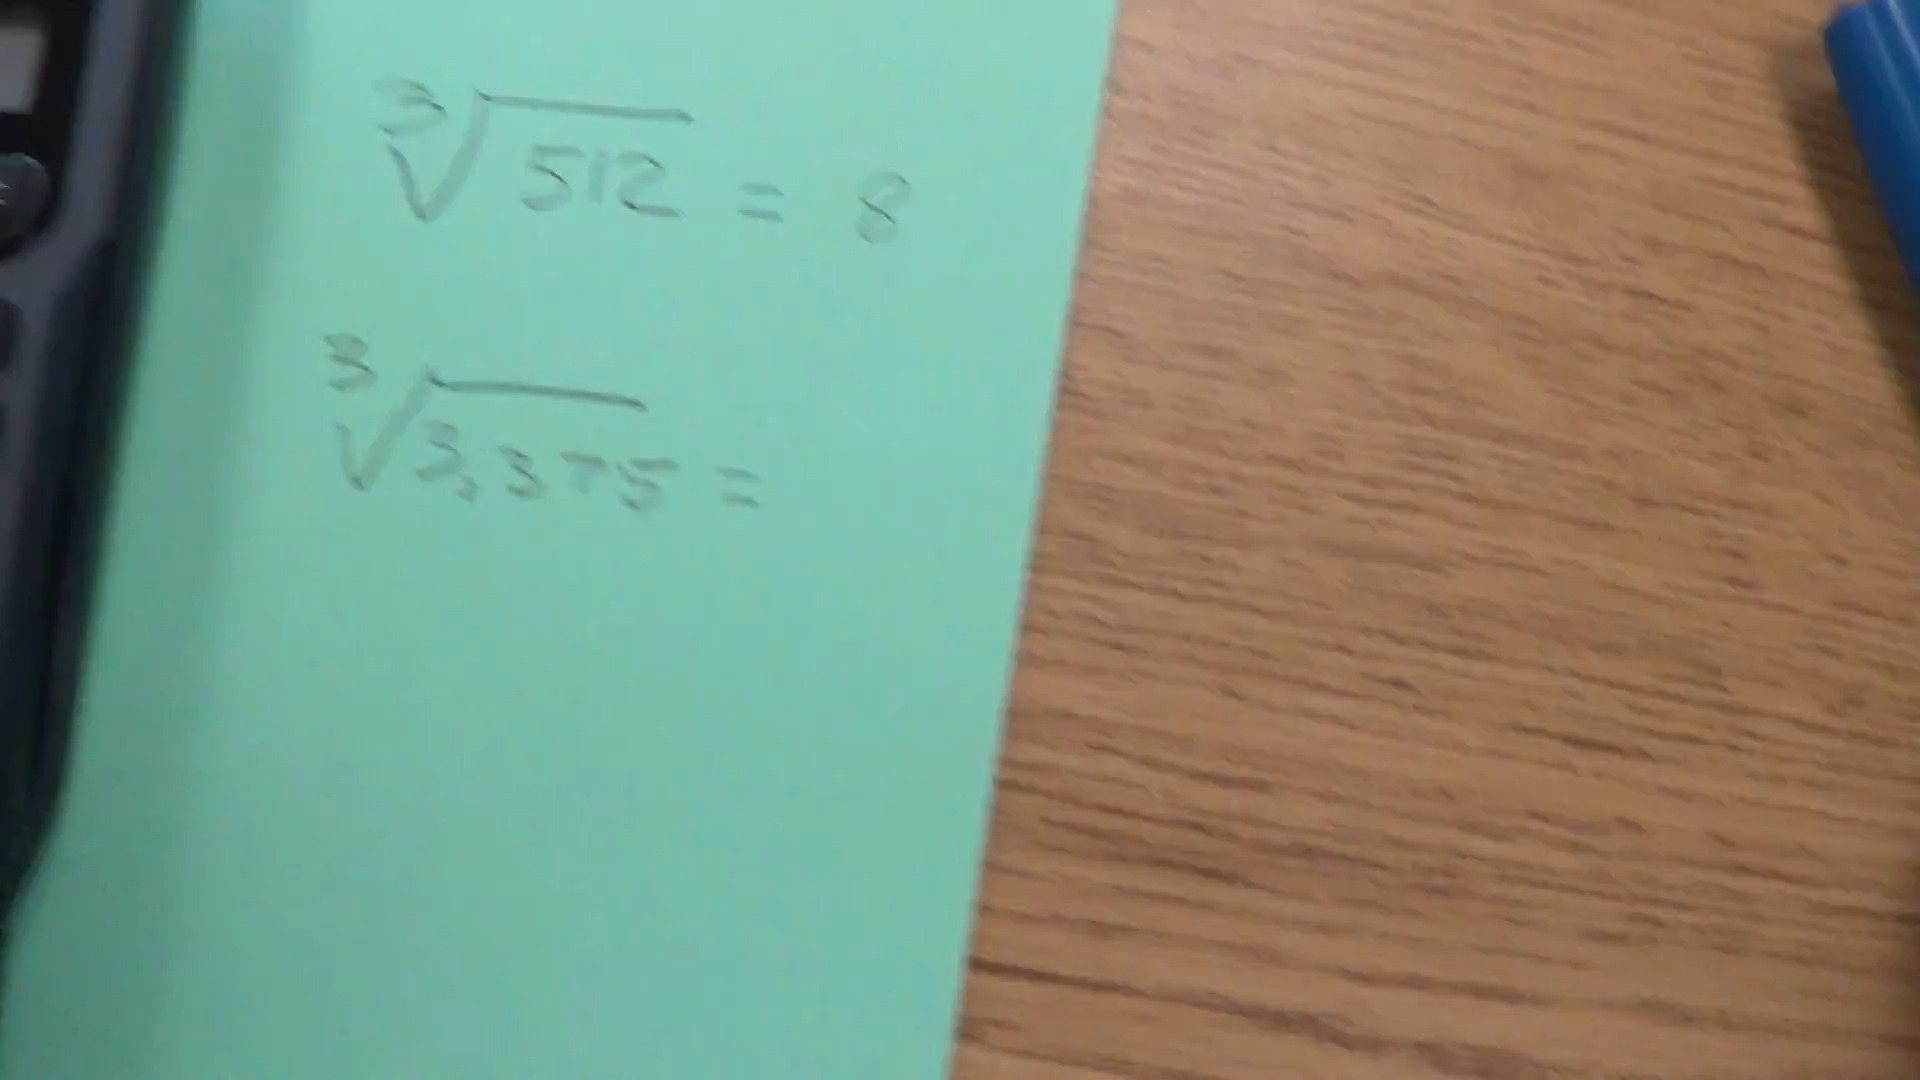 ∛512 = 8
∛3,375 =